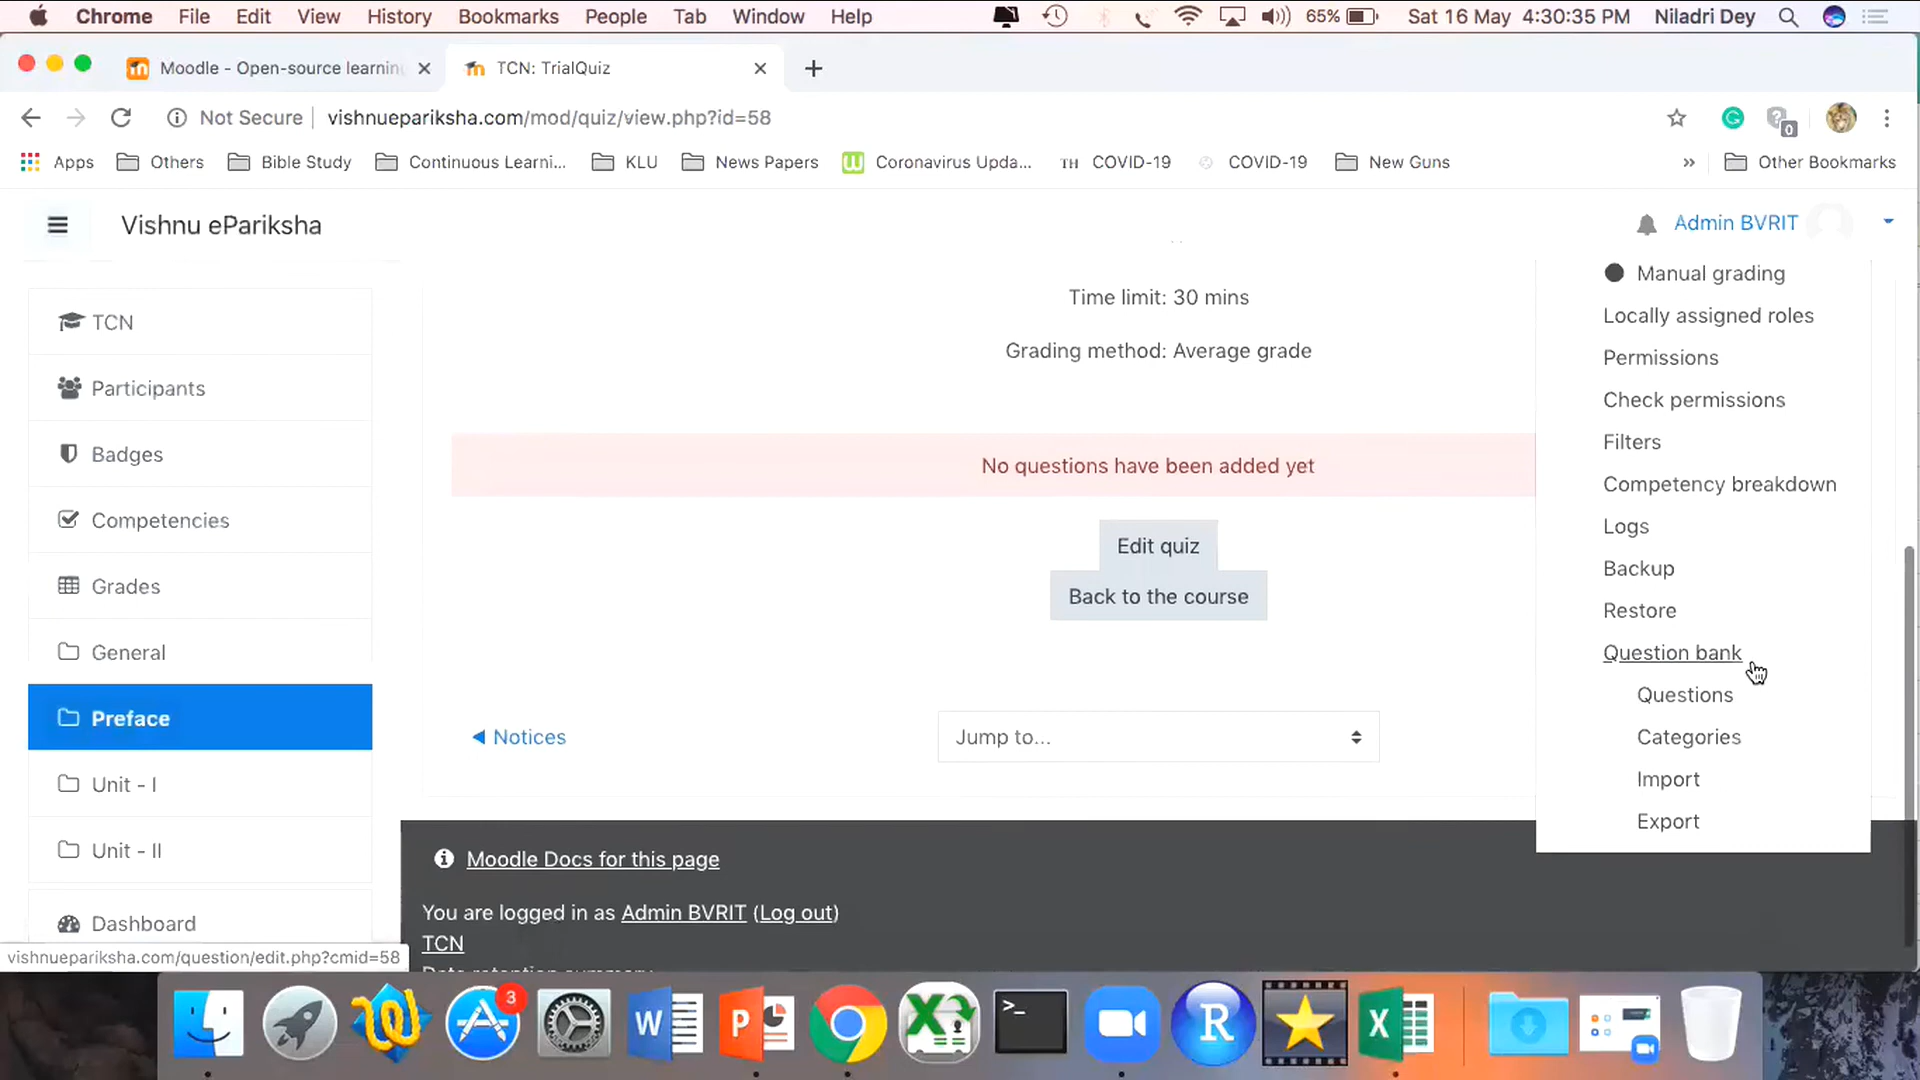 Chrome File Edit View History Bookmarks People Tab Window Help 65% Sat 16 May 4:30:35 PM Niladri Dey
Moodle - Open-source learnin
TCN: TrialQuiz
Not Secure vishnuepariksha.com/mod/quiz/view.php?id=58
0
Apps Others Bible Study Continuous Learni... KLU News Papers Coronavirus Upda... TH COVID-19 COVID-19 New Guns » Other Bookmarks
Vishnu ePariksha
Admin BVRIT
TCN
Participants
Badges
Competencies
Grades
General
Preface
Unit - I
Unit - II
Dashboard
Time limit: 30 mins
Grading method: Average grade
No questions have been added yet
Edit quiz
Back to the course
Notices
Jump to...
Manual grading
Locally assigned roles
Permissions
Check permissions
Filters
Competency breakdown
Logs
Backup
Restore
Question bank
Questions
Categories
Import
Export
Moodle Docs for this page
You are logged in as Admin BVRIT (Log out)
TCN
vishnuepariksha.com/question/edit.php?cmid=58
3
W
P
X
>_
R
X